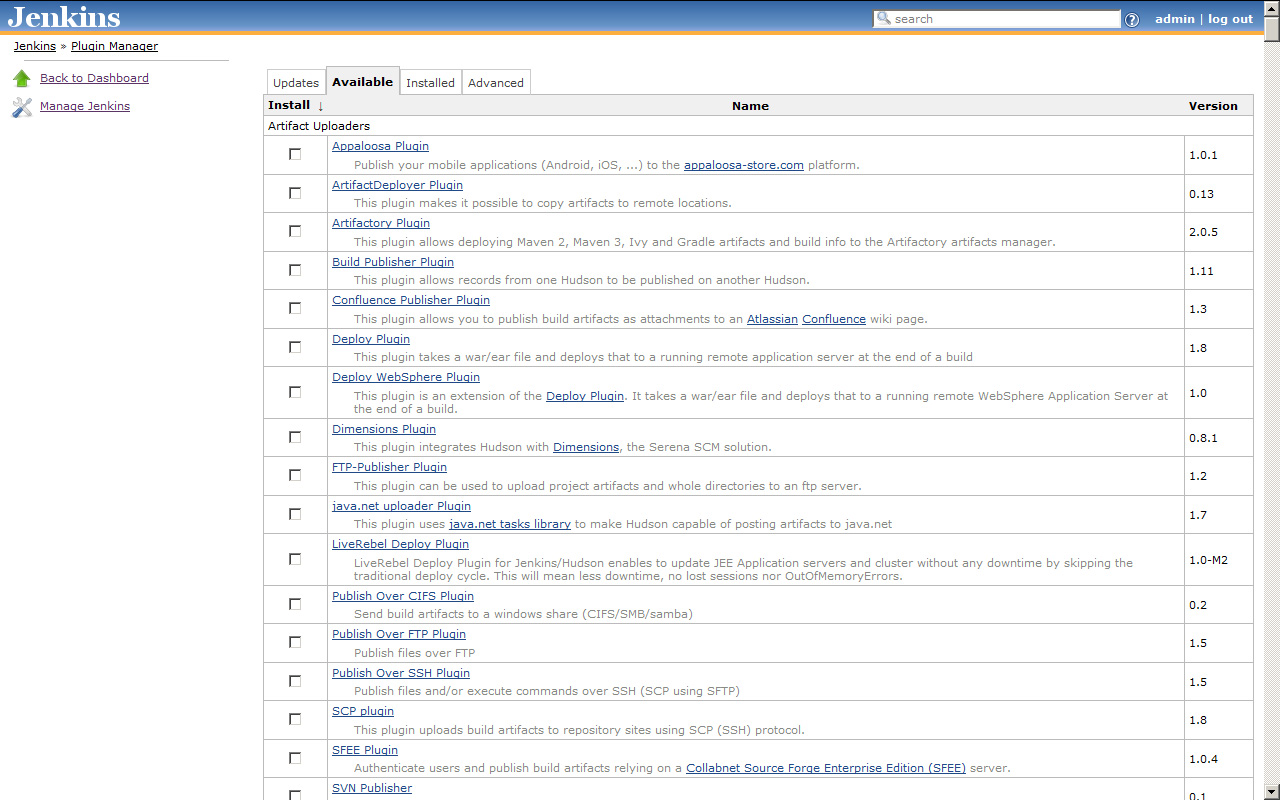 Jenkins
search
admin | log out
Jenkins » Plugin Manager
Back to Dashboard
Manage Jenkins
Updates Available Installed Advanced
Install ↓ Name Version
Artifact Uploaders
Appaloosa Plugin
Publish your mobile applications (Android, iOS, ...) to the appaloosa-store.com platform.
1.0.1
ArtifactDeployer Plugin
This plugin makes it possible to copy artifacts to remote locations.
0.13
Artifactory Plugin
This plugin allows deploying Maven 2, Maven 3, Ivy and Gradle artifacts and build info to the Artifactory artifacts manager.
2.0.5
Build Publisher Plugin
This plugin allows records from one Hudson to be published on another Hudson.
1.11
Confluence Publisher Plugin
This plugin allows you to publish build artifacts as attachments to an Atlassian Confluence wiki page.
1.3
Deploy Plugin
This plugin takes a war/ear file and deploys that to a running remote application server at the end of a build
1.8
Deploy WebSphere Plugin
This plugin is an extension of the Deploy Plugin. It takes a war/ear file and deploys that to a running remote WebSphere Application Server at
the end of a build.
1.0
Dimensions Plugin
This plugin integrates Hudson with Dimensions, the Serena SCM solution.
0.8.1
FTP-Publisher Plugin
This plugin can be used to upload project artifacts and whole directories to an ftp server.
1.2
java.net uploader Plugin
This plugin uses java.net tasks library to make Hudson capable of posting artifacts to java.net
1.7
LiveRebel Deploy Plugin
LiveRebel Deploy Plugin for Jenkins/Hudson enables to update JEE Application servers and cluster without any downtime by skipping the
traditional deploy cycle. This will mean less downtime, no lost sessions nor OutOfMemoryErrors.
1.0-M2
Publish Over CIFS Plugin
Send build artifacts to a windows share (CIFS/SMB/samba)
0.2
Publish Over FTP Plugin
Publish files over FTP
1.5
Publish Over SSH Plugin
Publish files and/or execute commands over SSH (SCP using SFTP)
1.5
SCP plugin
This plugin uploads build artifacts to repository sites using SCP (SSH) protocol.
1.8
SFEE Plugin
Authenticate users and publish build artifacts relying on a Collabnet Source Forge Enterprise Edition (SFEE) server.
1.0.4
SVN Publisher
0.1